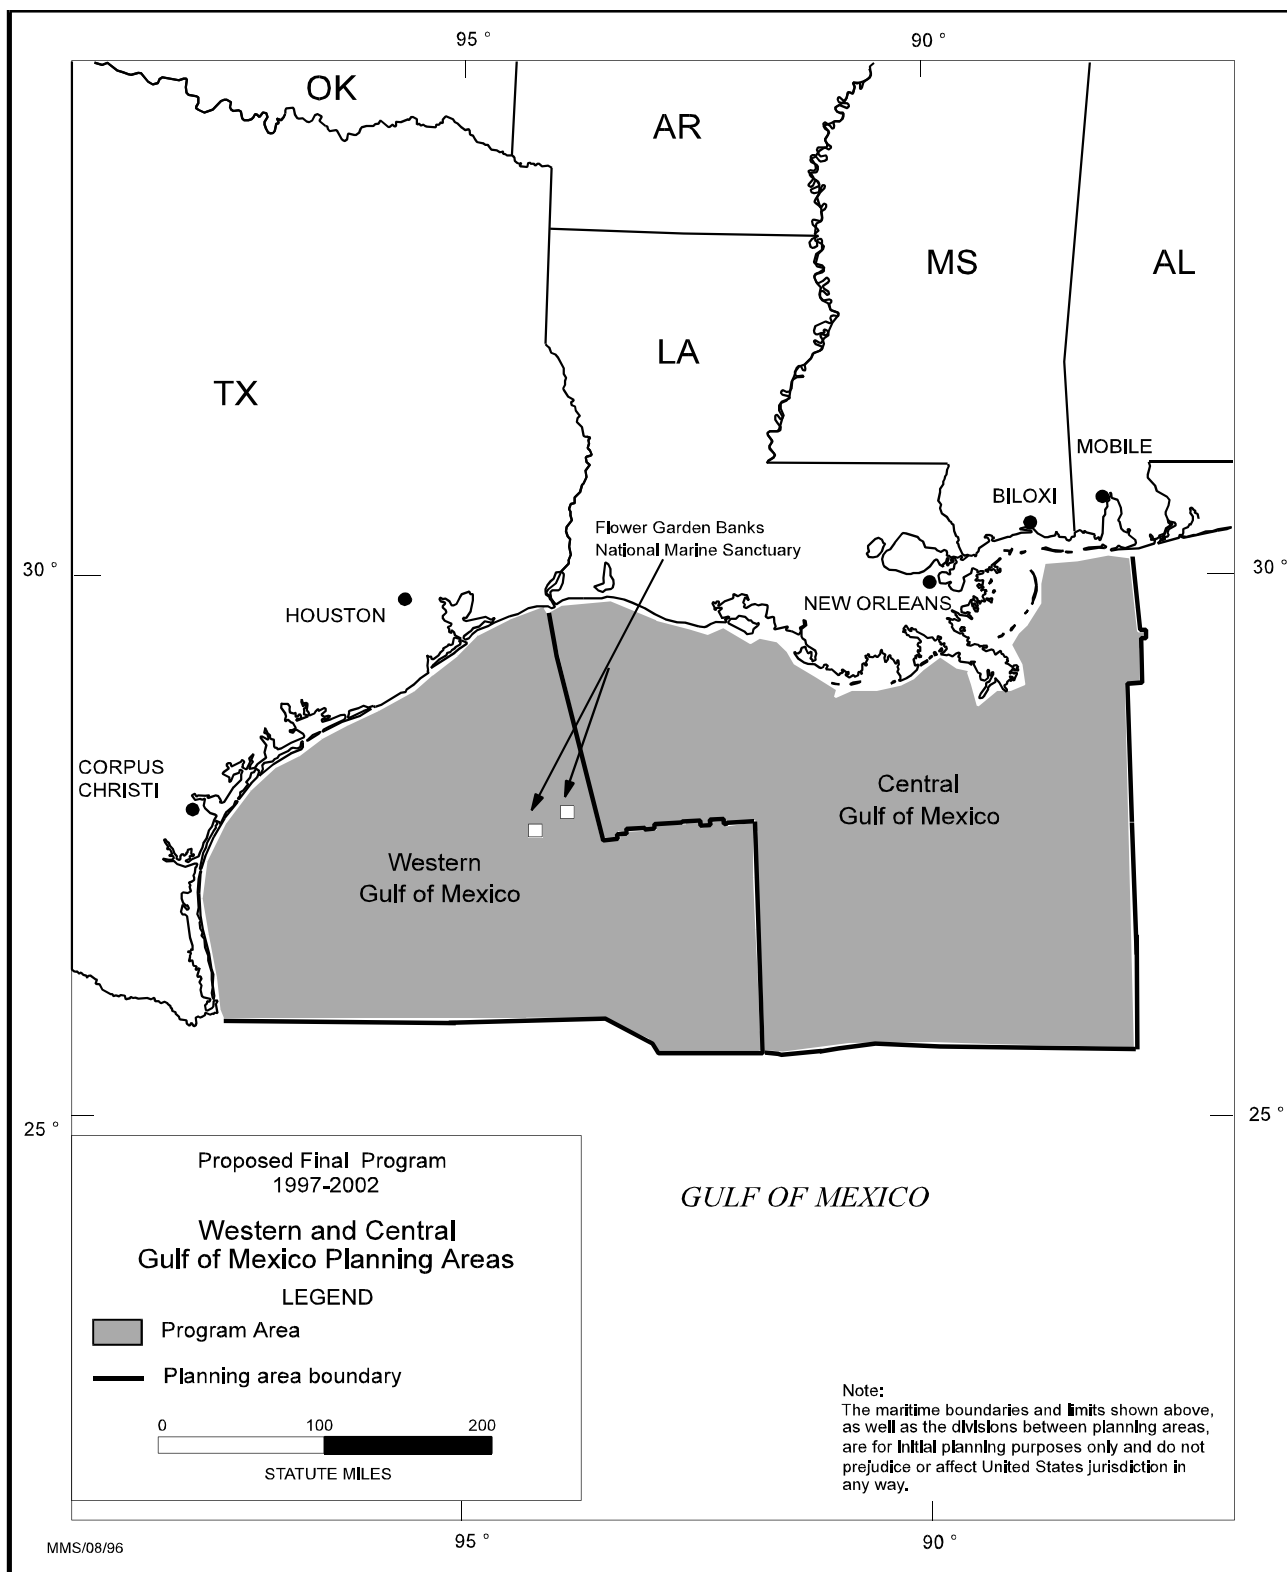 95 °
90 °
OK
AR
MS
AL
LA
TX
MOBILE
BILOXI
Flower Garden Banks
National Marine Sanctuary
30 °
30 °
HOUSTON
NEW ORLEANS
CORPUS
CHRISTI
Central
Gulf of Mexico
Western
Gulf of Mexico
25 °
25 °
Proposed Final Program
1997-2002
Western and Central
Gulf of Mexico Planning Areas
LEGEND
Program Area
Planning area boundary
0 100 200
STATUTE MILES
GULF OF MEXICO
Note:
The maritime boundaries and limits shown above,
as well as the divisions between planning areas,
are for initial planning purposes only and do not
prejudice or affect United States jurisdiction in
any way.
95 °
90 °
MMS/08/96